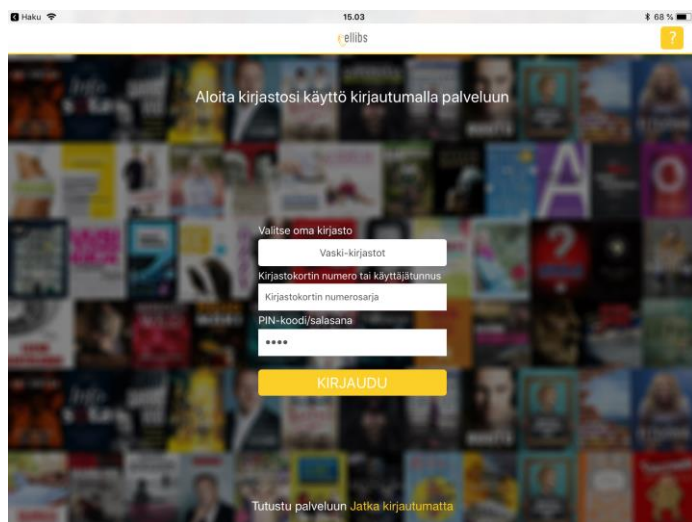 Haku
15.03
68 %
ellibs
?
Aloita kirjastosi käyttö kirjautumalla palveluun
Valitse oma kirjasto
Vaski-kirjastot
Kirjastokortin numero tai käyttäjätunnus
Kirjastokortin numerosarja
PIN-koodi/salasana
••••
KIRJAUDU
Tutustu palveluun Jatka kirjautumatta